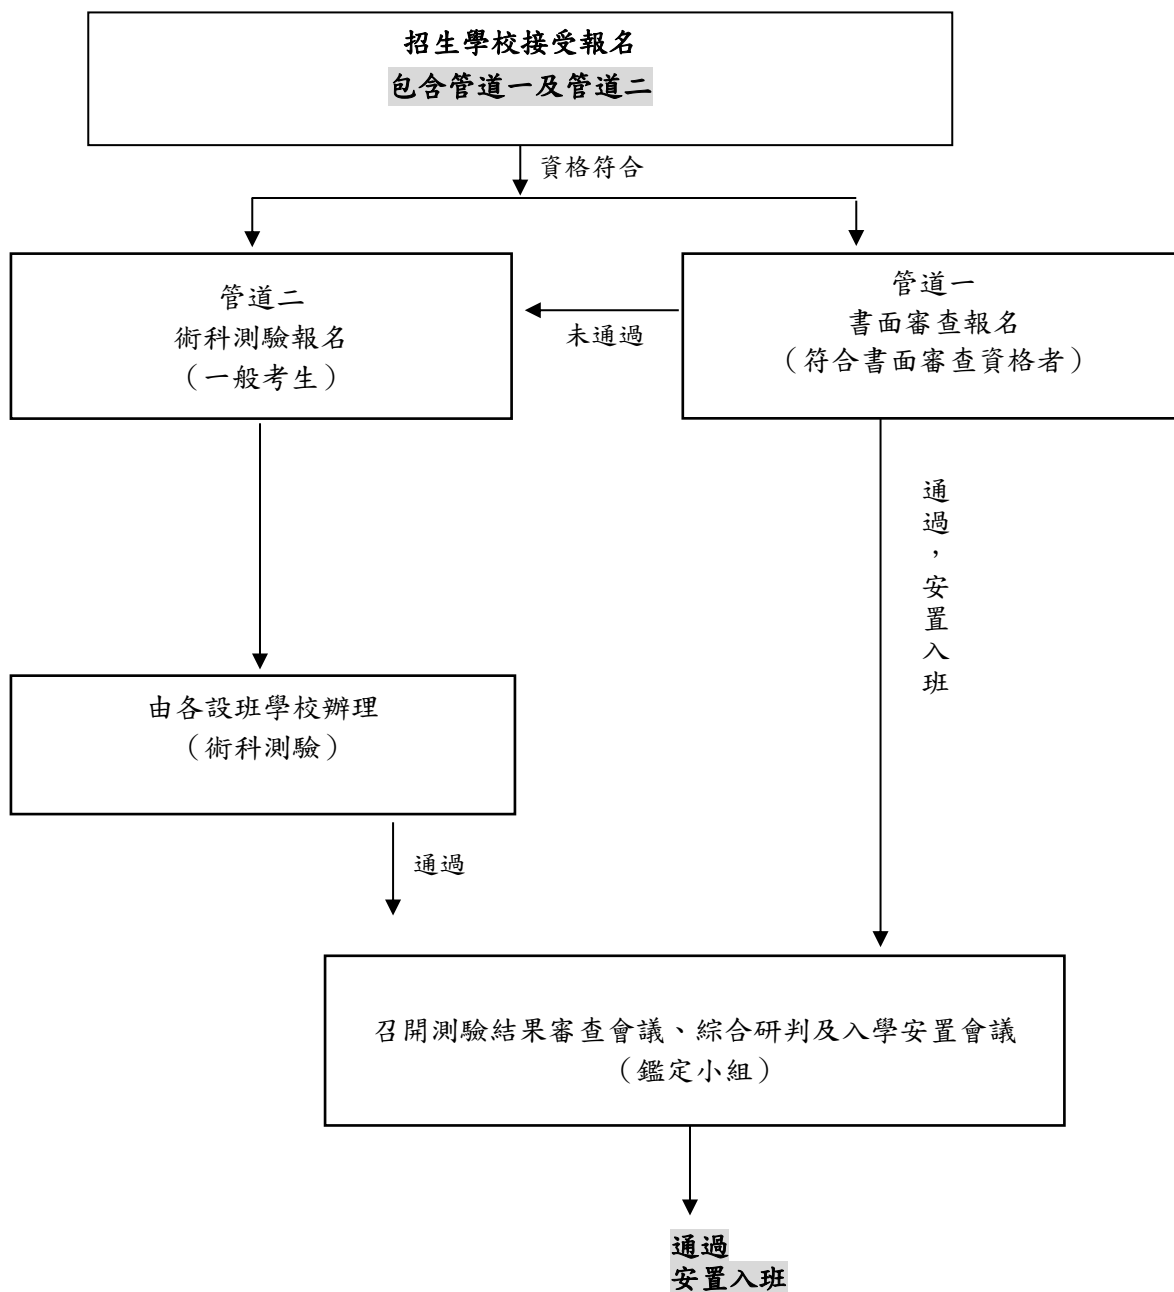 招生學校接受報名
包含管道一及管道二
資格符合
管道二
術科測驗報名
（一般考生）
未通過
管道一
書面審查報名
（符合書面審查資格者）
通過，安置入班
由各設班學校辦理
（術科測驗）
通過
召開測驗結果審查會議、綜合研判及入學安置會議
（鑑定小組）
通過
安置入班